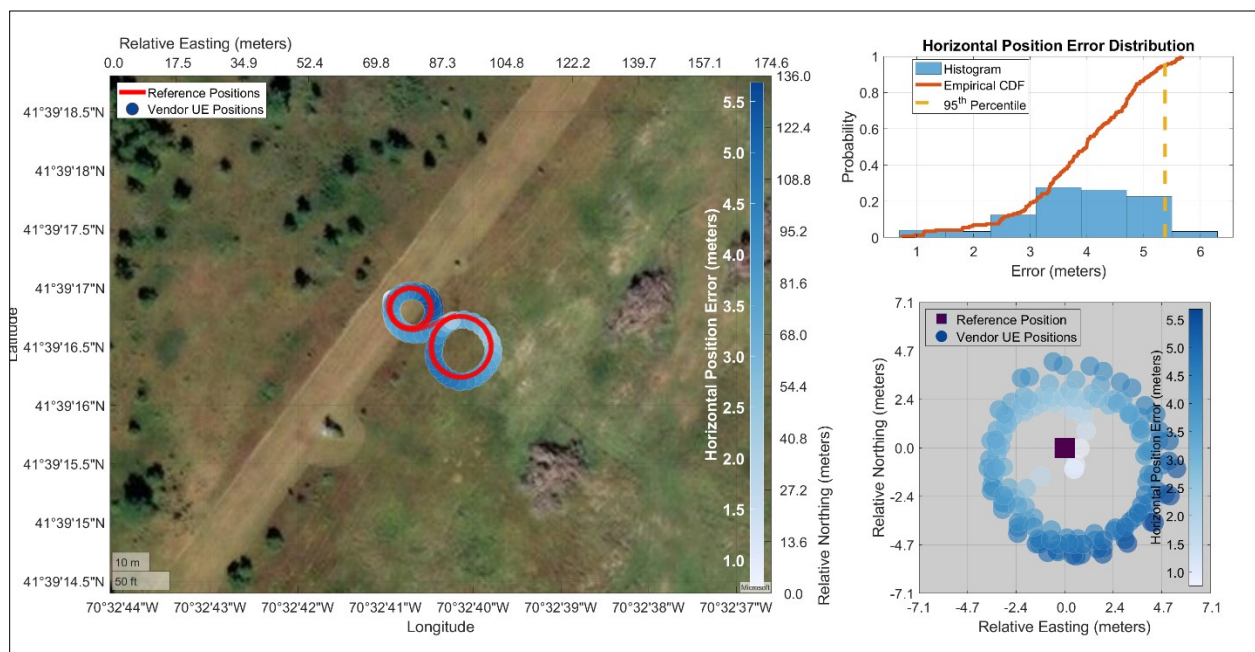 Relative Easting (meters)
0.0 17.5 34.9 52.4 69.8 87.3 104.8 122.2 139.7 157.1 174.6
Reference Positions
Vendor UE Positions
41°39'18.5"N
41°39'18"N
41°39'17.5"N
41°39'17"N
41°39'16.5"N
41°39'16"N
41°39'15.5"N
41°39'15"N
41°39'14.5"N
Latitude
10 m
50 ft
Microsoft
70°32'44"W 70°32'43"W 70°32'42"W 70°32'41"W 70°32'40"W 70°32'39"W 70°32'38"W 70°32'37"W
Longitude
Horizontal Position Error (meters)
5.5
5.0
4.5
4.0
3.5
3.0
2.5
2.0
1.5
1.0
136.0
122.4
108.8
95.2
81.6
68.0
54.4
40.8
27.2
13.6
0.0
Relative Northing (meters)
Horizontal Position Error Distribution
Histogram
Empirical CDF
95th Percentile
Probability
1
0.8
0.6
0.4
0.2
0
1 2 3 4 5 6
Error (meters)
Reference Position
Vendor UE Positions
Relative Northing (meters)
7.1
4.7
2.4
0.0
-2.4
-4.7
-7.1
-7.1 -4.7 -2.4 0.0 2.4 4.7 7.1
Relative Easting (meters)
Horizontal Position Error (meters)
5.5
5.0
4.5
4.0
3.5
3.0
2.5
2.0
1.5
1.0